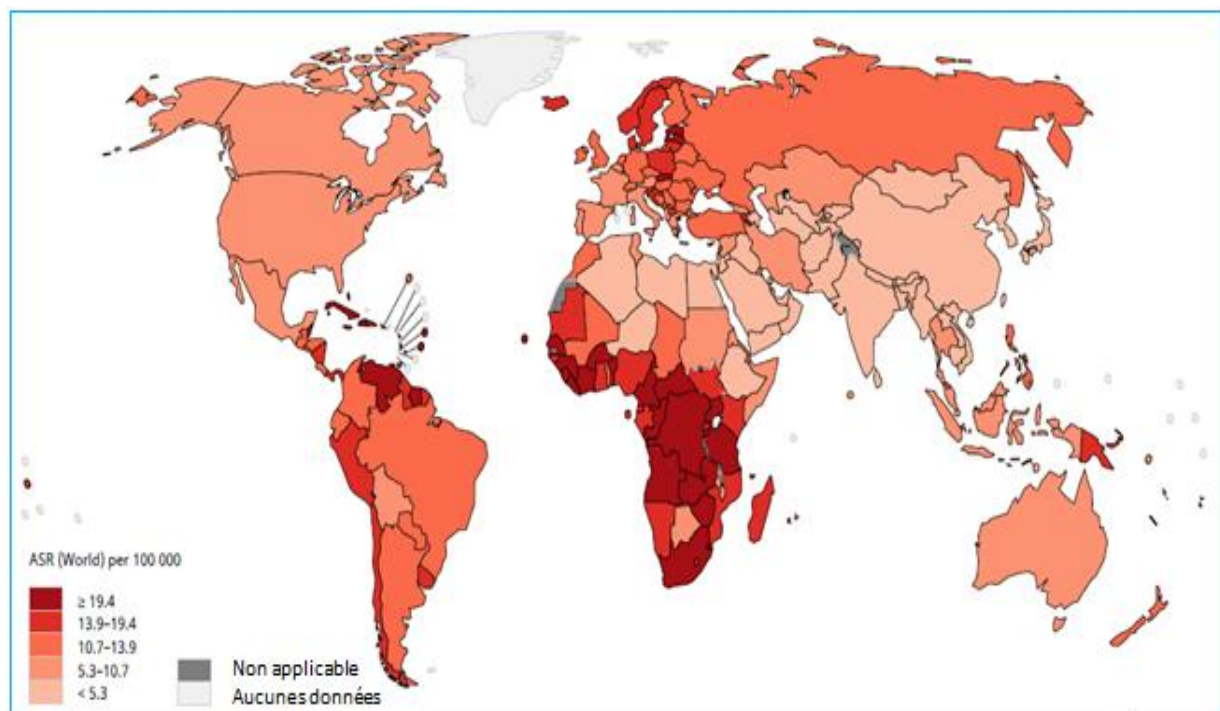 ASR (World) per 100 000
≥ 19.4
13.9–19.4
10.7–13.9
5.3–10.7
< 5.3
Non applicable
Aucunes données